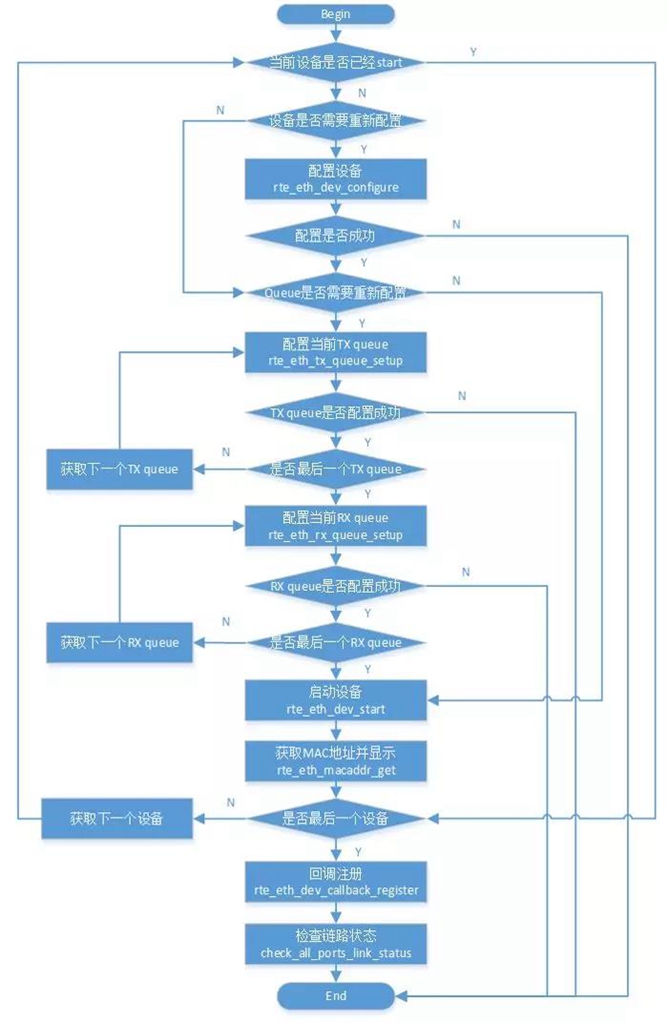 Begin
当前设备是否已经start
Y
N
设备是否需要重新配置
N
Y
配置设备
rte_eth_dev_configure
配置是否成功
N
Y
Queue是否需要重新配置
N
Y
配置当前TX queue
rte_eth_tx_queue_setup
TX queue是否配置成功
N
Y
获取下一个TX queue
N
是否最后一个TX queue
Y
配置当前RX queue
rte_eth_rx_queue_setup
RX queue是否配置成功
N
Y
获取下一个RX queue
N
是否最后一个RX queue
Y
启动设备
rte_eth_dev_start
获取MAC地址并显示
rte_eth_macaddr_get
获取下一个设备
N
是否最后一个设备
Y
回调注册
rte_eth_dev_callback_register
检查链路状态
check_all_ports_link_status
End